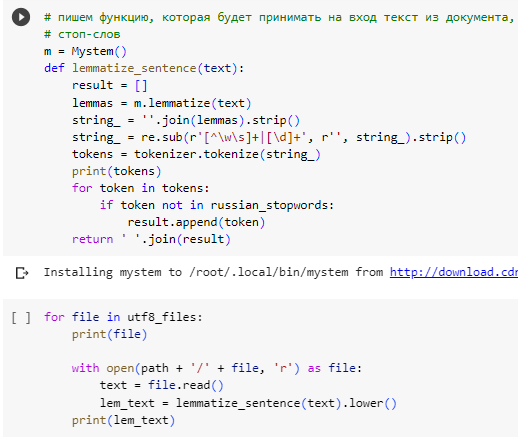 # пишем функцию, которая будет принимать на вход текст из документа,
# стоп-слов
m = Mystem()
def lemmatize_sentence(text):
    result = []
    lemmas = m.lemmatize(text)
    string_ = ''.join(lemmas).strip()
    string_ = re.sub(r'[^\w\s]+|[\d]+', r'', string_).strip()
    tokens = tokenizer.tokenize(string_)
    print(tokens)
    for token in tokens:
        if token not in russian_stopwords:
            result.append(token)
    return ' '.join(result)
Installing mystem to /root/.local/bin/mystem from http://download.cdn
[ ] for file in utf8_files:
    print(file)
    with open(path + '/' + file, 'r') as file:
        text = file.read()
        lem_text = lemmatize_sentence(text).lower()
    print(lem_text)